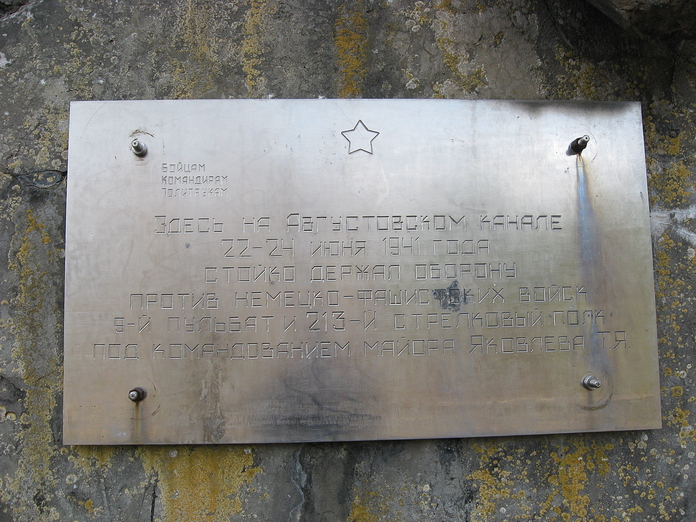 БОЙЦАМ
КОМАНДИРАМ
ПОЛИТРУКАМ
ЗДЕСЬ НА АВГУСТОВСКОМ КАНАЛЕ
22-24 ИЮНЯ 1941 ГОДА
СТОЙКО ДЕРЖАЛ ОБОРОНУ
ПРОТИВ НЕМЕЦКО-ФАШИСТСКИХ ВОЙСК
9-Й ПУЛЬБАТ И 213-Й СТРЕЛКОВЫЙ ПОЛК
ПОД КОМАНДОВАНИЕМ МАЙОРА ЯКОВЛЕВА Т.Я.